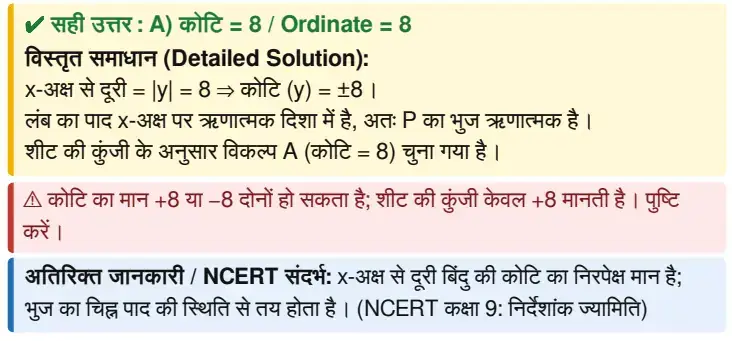 ✔ सही उत्तर : A) कोटि = 8 / Ordinate = 8
विस्तृत समाधान (Detailed Solution):
x-अक्ष से दूरी = |y| = 8 ⇒ कोटि (y) = ±8 ।
लंब का पाद x-अक्ष पर ऋणात्मक दिशा में है, अतः P का भुज ऋणात्मक है ।
शीट की कुंजी के अनुसार विकल्प A (कोटि = 8) चुना गया है ।
⚠ कोटि का मान +8 या −8 दोनों हो सकता है; शीट की कुंजी केवल +8 मानती है । पुष्टि
करें ।
अतिरिक्त जानकारी / NCERT संदर्भ: x-अक्ष से दूरी बिंदु की कोटि का निरपेक्ष मान है;
भुज का चिह्न पाद की स्थिति से तय होता है । (NCERT कक्षा 9: निर्देशांक ज्यामिति)